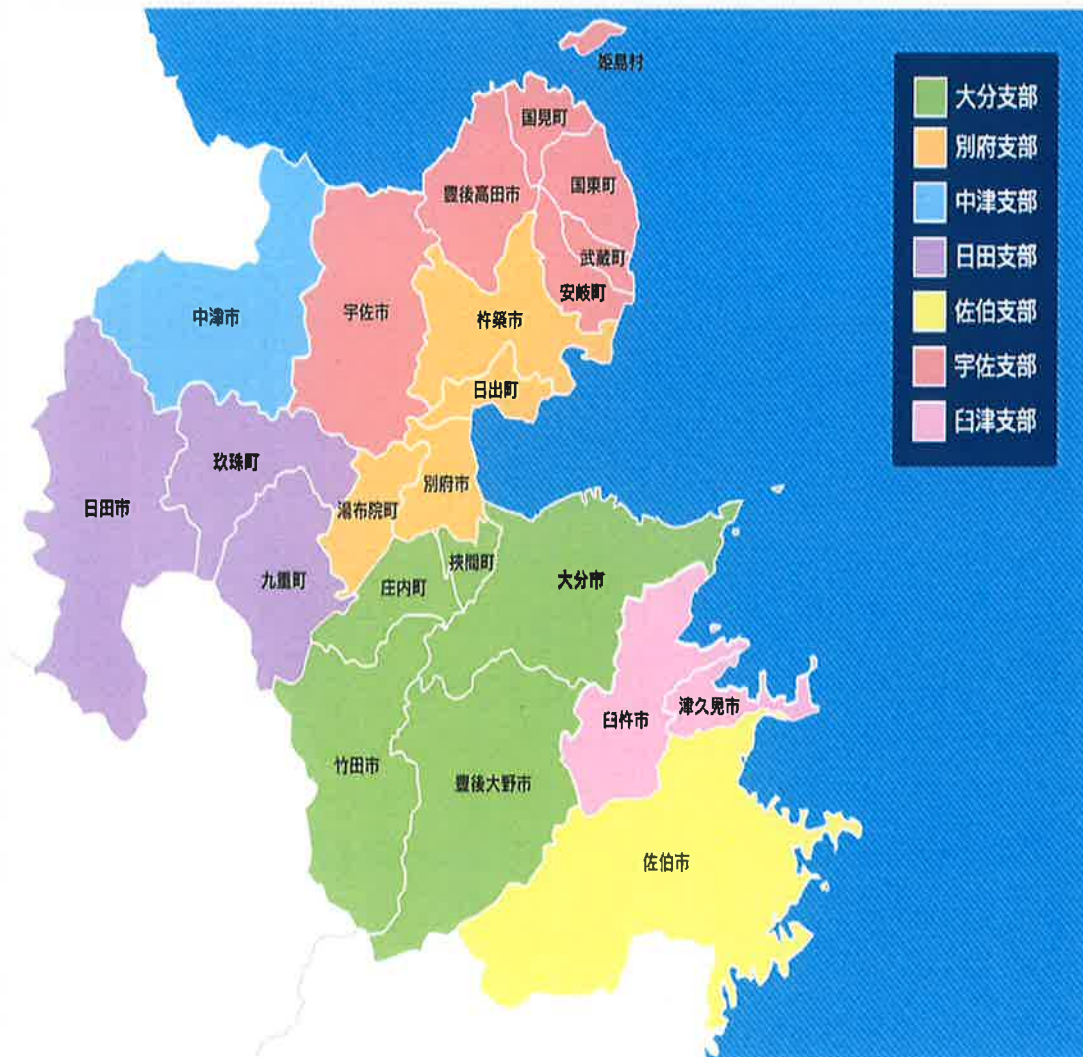 姫島村
国見町
豊後高田市
国東町
武蔵町
安岐町
中津市
宇佐市
杵築市
日出町
玖珠町
日田市
湯布院町
別府市
九重町
庄内町
挾間町
大分市
臼杵市
津久見市
竹田市
豊後大野市
佐伯市
大分支部
別府支部
中津支部
日田支部
佐伯支部
宇佐支部
臼津支部